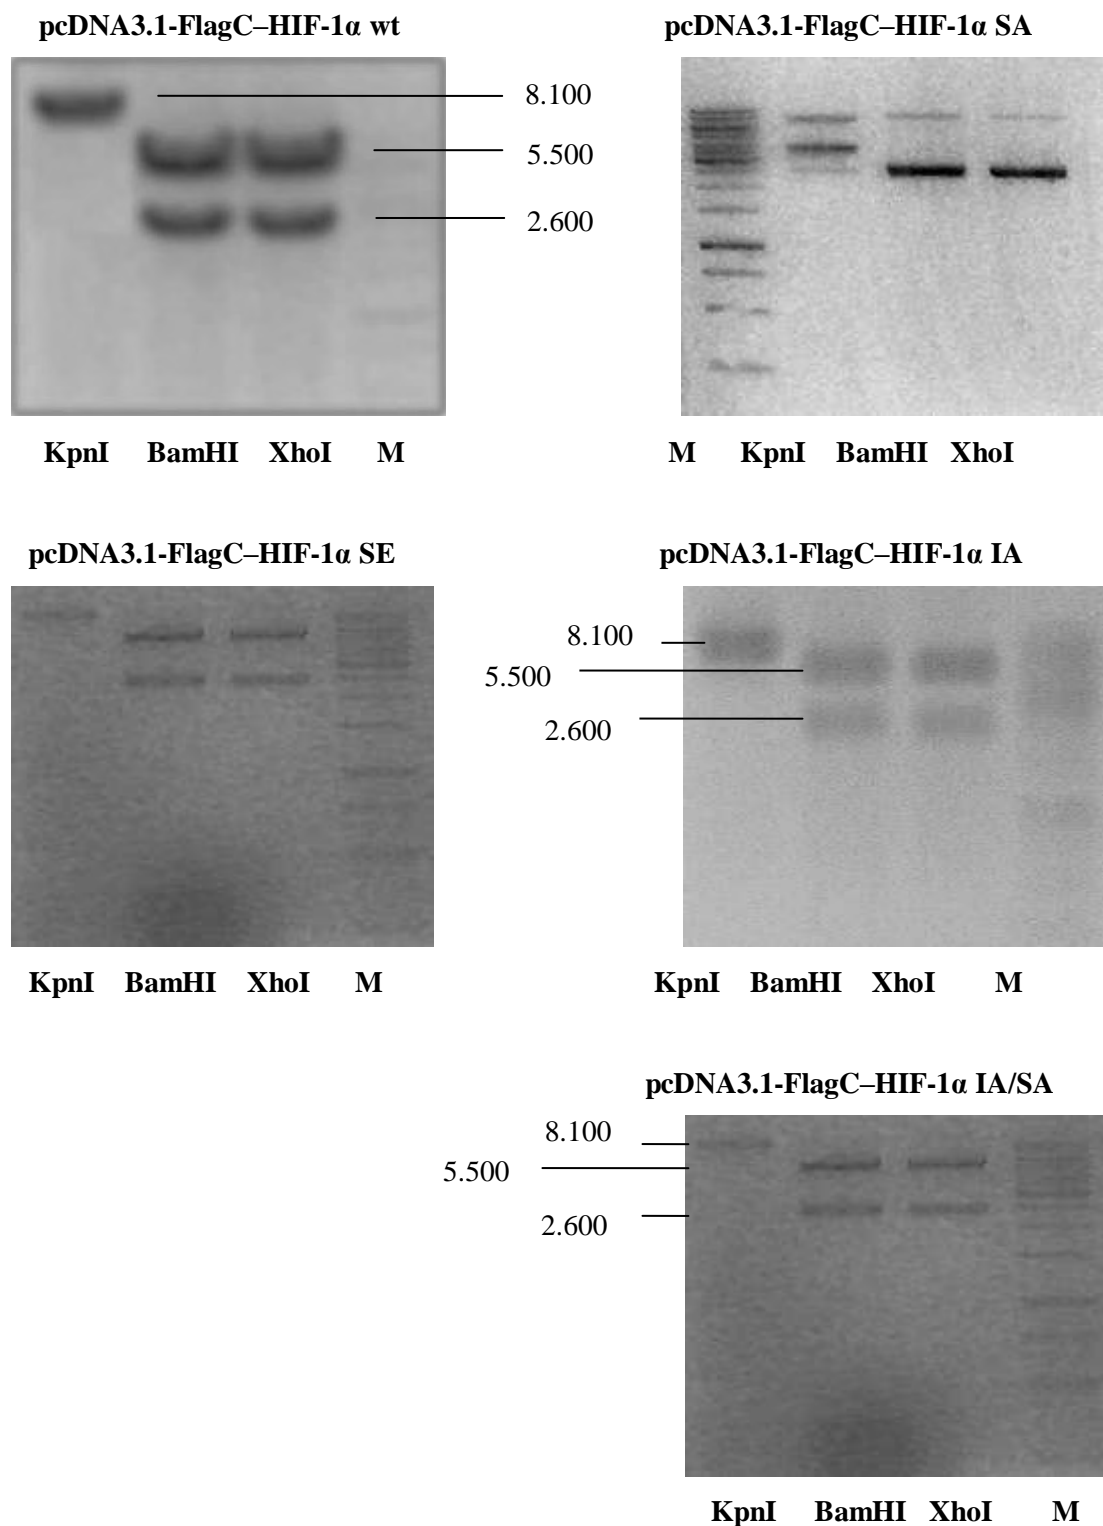 pcDNA3.1-FlagC–HIF-1α wt
pcDNA3.1-FlagC–HIF-1α SA
8.100
5.500
2.600
KpnI BamHI XhoI M
M KpnI BamHI XhoI
pcDNA3.1-FlagC–HIF-1α SE
pcDNA3.1-FlagC–HIF-1α IA
8.100
5.500
2.600
KpnI BamHI XhoI M
KpnI BamHI XhoI M
pcDNA3.1-FlagC–HIF-1α IA/SA
8.100
5.500
2.600
KpnI BamHI XhoI M